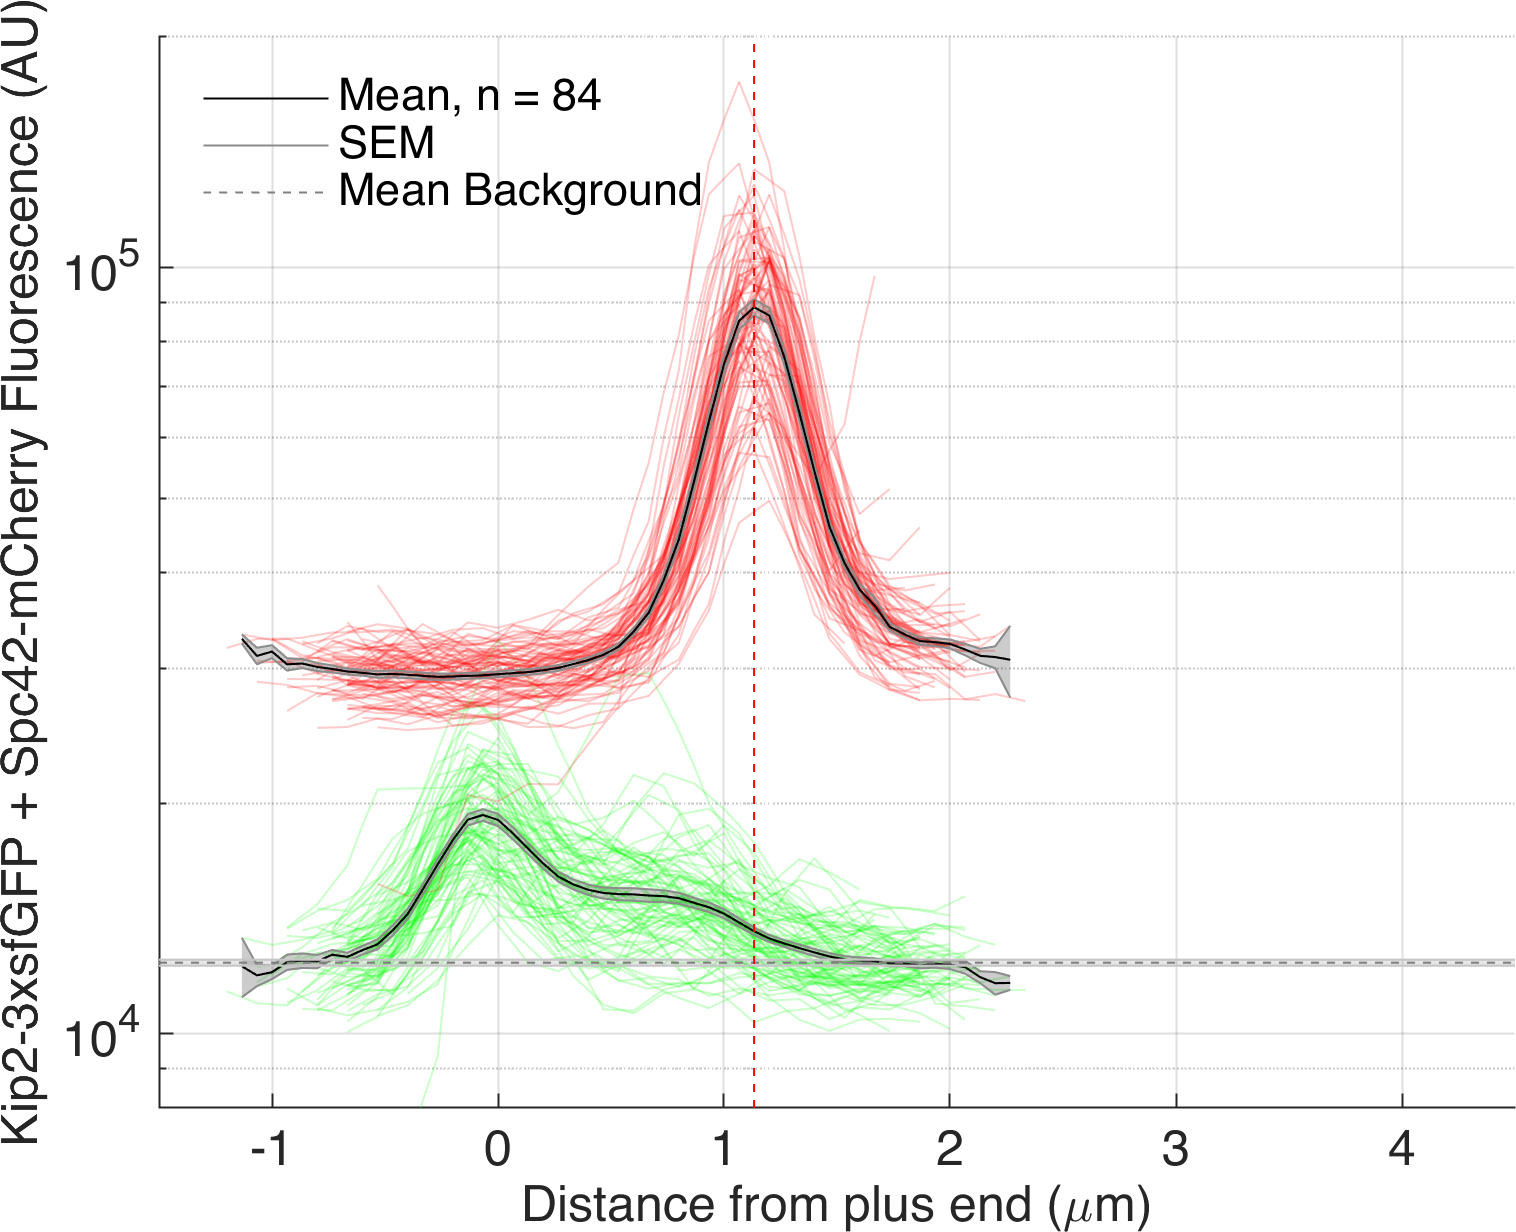 Kip2-3xsfGFP + Spc42-mCherry Fluorescence (AU)
Mean, n = 84
SEM
Mean Background
10^5
10^4
-1 0 1 2 3 4
Distance from plus end (μm)